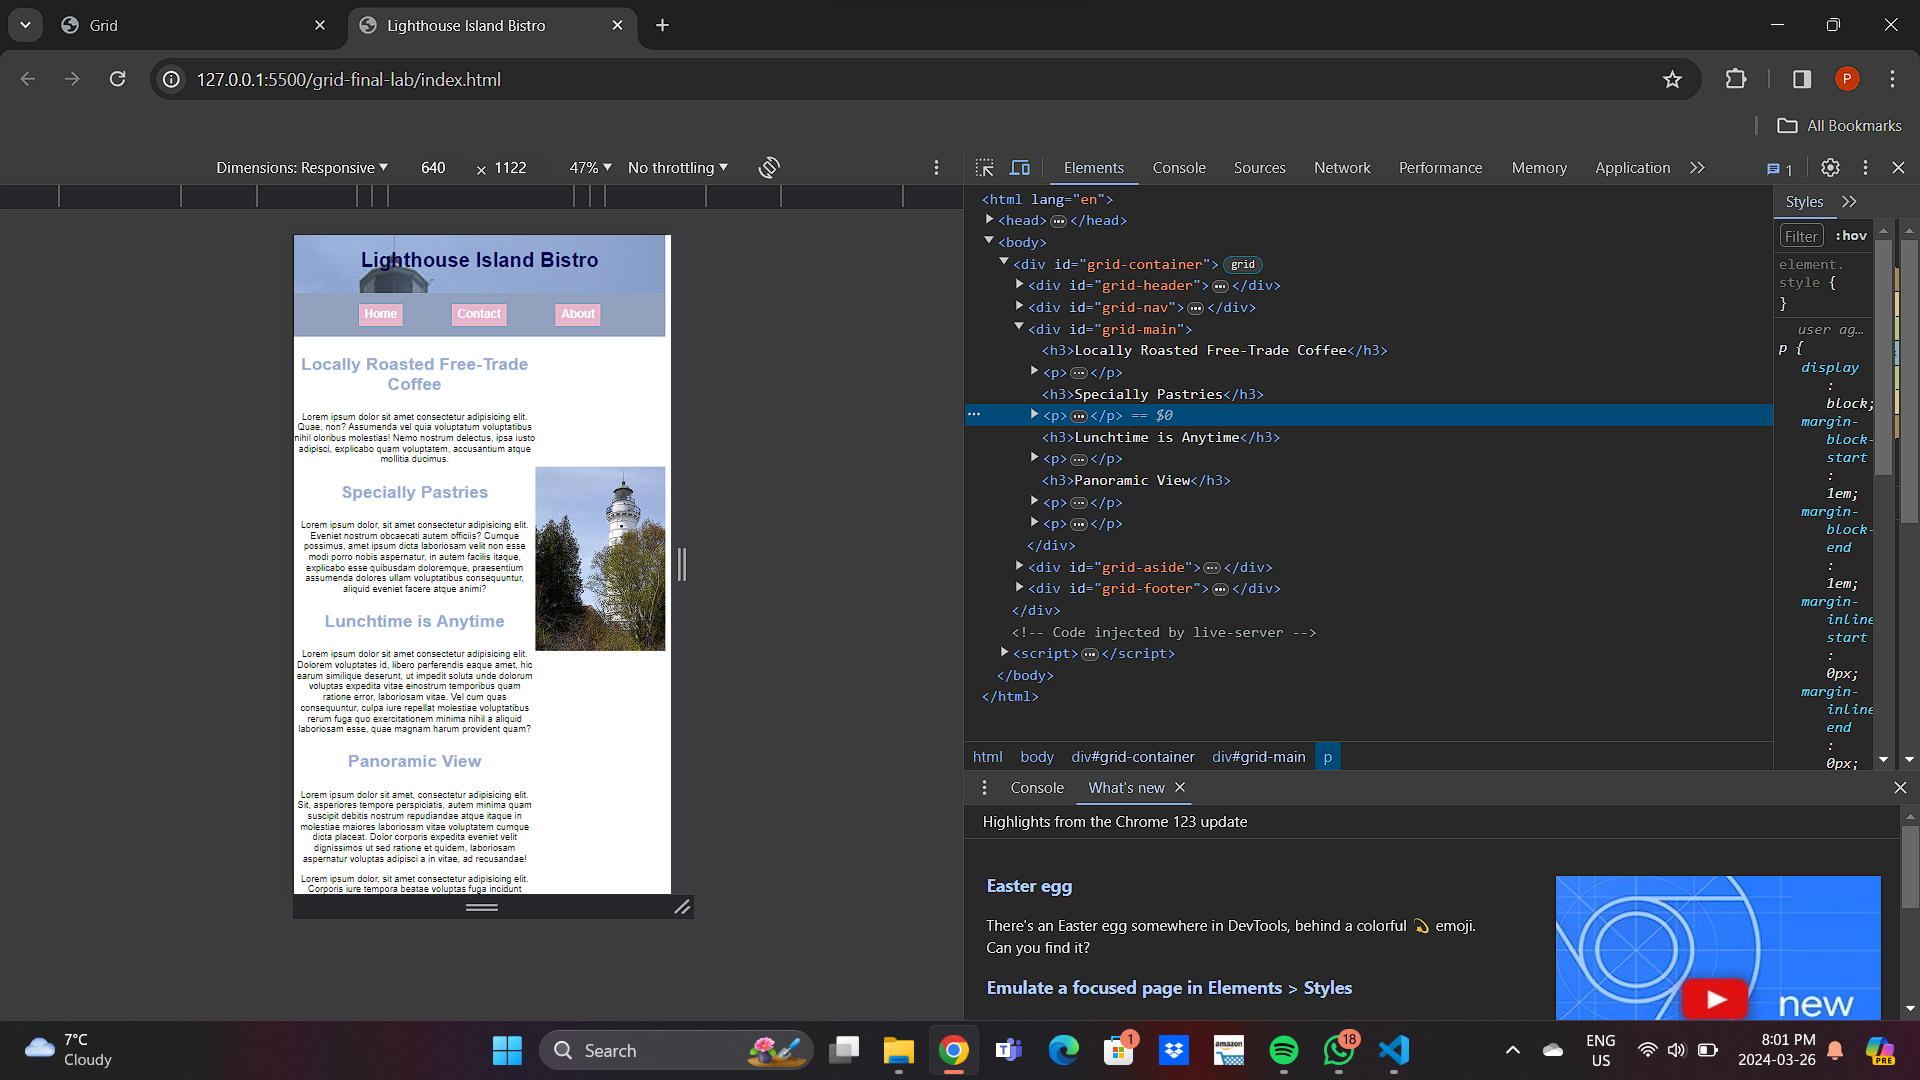 Grid
Lighthouse Island Bistro
127.0.0.1:5500/grid-final-lab/index.html
P
All Bookmarks
Dimensions: Responsive
640
×
1122
47%
No throttling
Elements
Console
Sources
Network
Performance
Memory
Application
1
Lighthouse Island Bistro
Home
Contact
About
Locally Roasted Free-Trade
Coffee
Lorem ipsum dolor sit amet consectetur adipisicing elit.
Quae, non? Assumenda vel quia voluptatum voluptatibus
nihil oloribus molestias! Nemo nostrum delectus, ipsa iusto
adipisci, explicabo quam voluptatem, accusantium atque
mollitia ducimus.
Specially Pastries
Lorem ipsum dolor, sit amet consectetur adipisicing elit.
Eveniet nostrum obcaecati autem officiis? Cumque
possimus, amet ipsum dicta laboriosam velit non esse
modi porro nobis aspernatur, in autem facilis itaque,
explicabo esse quibusdam doloremque, praesentium
assumenda dolores ullam voluptatibus consequuntur,
aliquid eveniet facere atque animi?
Lunchtime is Anytime
Lorem ipsum dolor sit amet consectetur adipisicing elit.
Dolorem voluptates id, libero perferendis eaque amet, hic
earum similique deserunt, ut impedit soluta unde dolorum
voluptas expedita vitae einostrum temporibus quam
ratione error, laboriosam vitae. Vel cum quas
consequuntur, culpa iure repellat molestiae voluptatibus
rerum fuga quo exercitationem minima nihil a aliquid
laboriosam esse, quae magnam harum provident quam?
Panoramic View
Lorem ipsum dolor sit amet, consectetur adipisicing elit.
Sit, asperiores tempore perspiciatis, autem minima quam
suscipit debitis nostrum repudiandae atque itaque in
molestiae maiores laboriosam vitae voluptatem cumque
dicta placeat. Dolor corporis expedita eveniet velit
dignissimos ut sed ratione et quidem, laboriosam
aspernatur voluptas adipisci a in vitae, ad recusandae!
Lorem ipsum dolor, sit amet consectetur adipisicing elit.
Corporis iure tempora beatae voluptas fuga incidunt
<html lang="en">
<head> ⋯ </head>
<body>
<div id="grid-container"> grid
<div id="grid-header"> ⋯ </div>
<div id="grid-nav"> ⋯ </div>
<div id="grid-main">
<h3>Locally Roasted Free-Trade Coffee</h3>
<p> ⋯ </p>
<h3>Specially Pastries</h3>
<p> ⋯ </p> == $0
<h3>Lunchtime is Anytime</h3>
<p> ⋯ </p>
<h3>Panoramic View</h3>
<p> ⋯ </p>
<p> ⋯ </p>
</div>
<div id="grid-aside"> ⋯ </div>
<div id="grid-footer"> ⋯ </div>
</div>
<!-- Code injected by live-server -->
<script> ⋯ </script>
</body>
</html>
html
body
div#grid-container
div#grid-main
p
Styles
Filter
:hov
element.
style {
}
user ag…
p {
display
:
block;
margin-
block-
start
:
1em;
margin-
block-
end
:
1em;
margin-
inline
start
:
0px;
margin-
inline
end
:
0px;
Console
What's new
Highlights from the Chrome 123 update
Easter egg
There's an Easter egg somewhere in DevTools, behind a colorful 💫 emoji.
Can you find it?
Emulate a focused page in Elements > Styles
new
7°C
Cloudy
Search
amazon
1
18
ENG
US
8:01 PM
2024-03-26
PRE